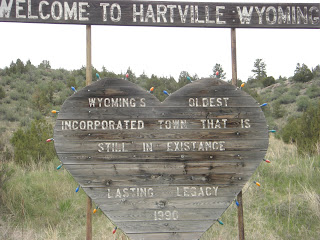 WELCOME TO HARTVILLE WYOMING
WYOMING'S OLDEST
INCORPORATED TOWN THAT IS
STILL IN EXISTANCE
LASTING LEGACY
1990